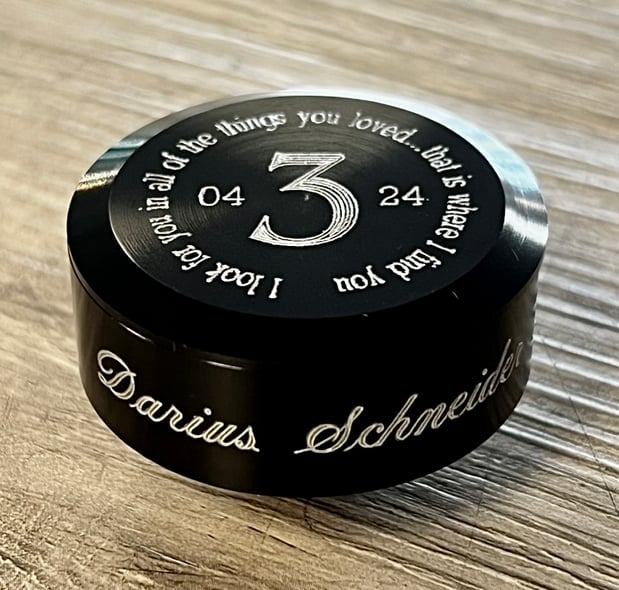 I look for you in all of the things you loved...that is where I find you
04 3 24
Darius Schneider